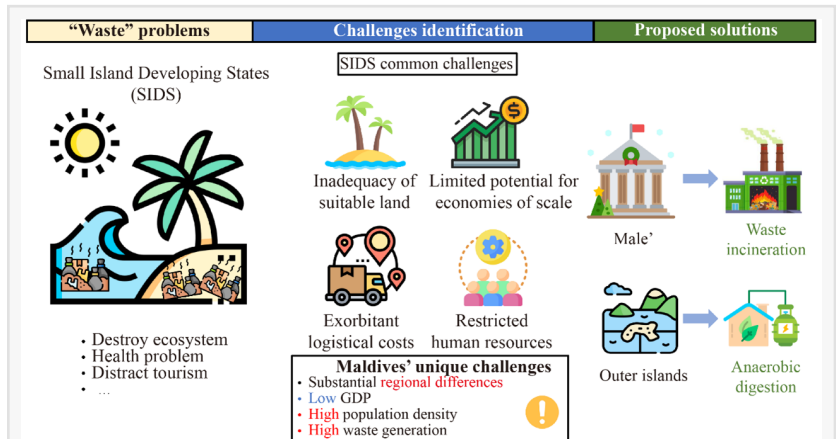 “Waste” problems
Challenges identification
Proposed solutions
Small Island Developing States
(SIDS)
• Destroy ecosystem
• Health problem
• Distract tourism
• ...
SIDS common challenges
Inadequacy of
suitable land
Limited potential for
economies of scale
Exorbitant
logistical costs
Restricted
human resources
Maldives’ unique challenges
• Substantial regional differences
• Low GDP
• High population density
• High waste generation
Male’
Waste
incineration
Outer islands
Anaerobic
digestion